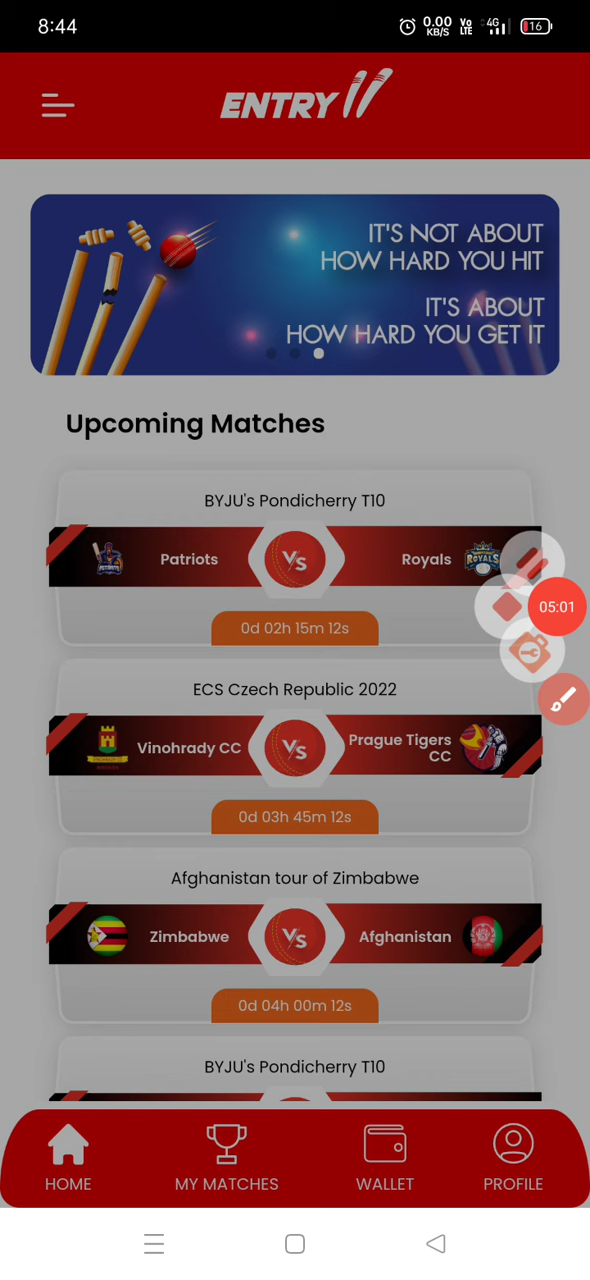 8:44
0.00
KB/S
Vo
LTE
4G
16
ENTRY
IT'S NOT ABOUT
HOW HARD YOU HIT
IT'S ABOUT
HOW HARD YOU GET IT
Upcoming Matches
BYJU's Pondicherry T10
Patriots
VS
Royals
ROYALS
0d 02h 15m 12s
05:01
ECS Czech Republic 2022
Vinohrady CC
VS
Prague Tigers
CC
0d 03h 45m 12s
Afghanistan tour of Zimbabwe
Zimbabwe
VS
Afghanistan
0d 04h 00m 12s
BYJU's Pondicherry T10
HOME
MY MATCHES
WALLET
PROFILE